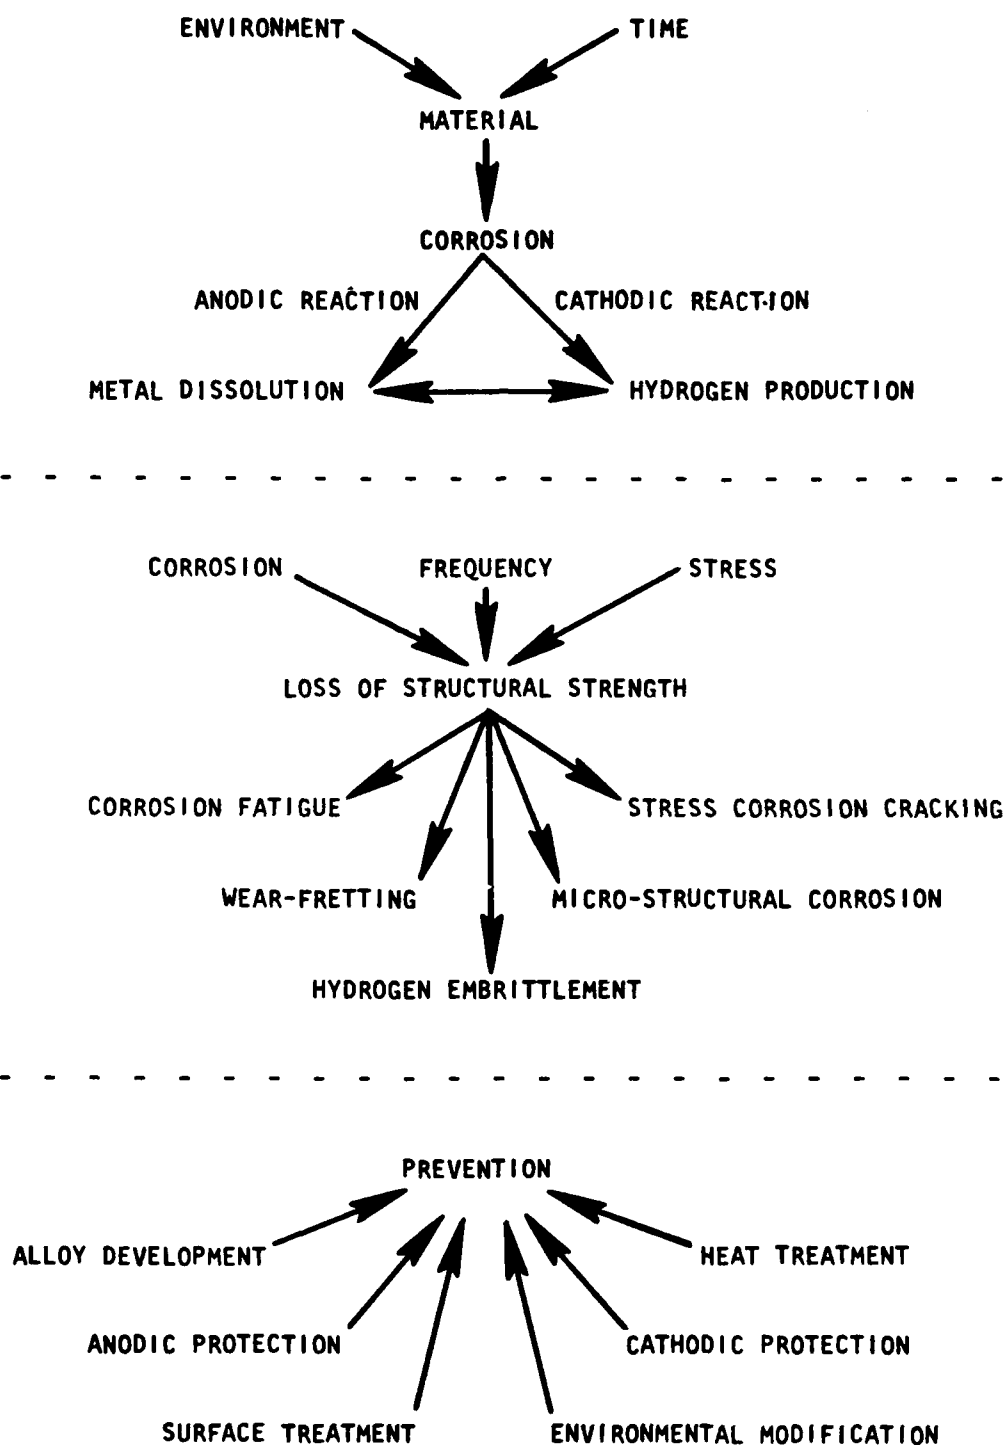 ENVIRONMENT TIME
MATERIAL
CORROSION
ANODIC REACTION CATHODIC REACTION
METAL DISSOLUTION HYDROGEN PRODUCTION
CORROSION FREQUENCY STRESS
LOSS OF STRUCTURAL STRENGTH
CORROSION FATIGUE STRESS CORROSION CRACKING
WEAR-FRETTING MICRO-STRUCTURAL CORROSION
HYDROGEN EMBRITTLEMENT
PREVENTION
ALLOY DEVELOPMENT HEAT TREATMENT
ANODIC PROTECTION CATHODIC PROTECTION
SURFACE TREATMENT ENVIRONMENTAL MODIFICATION